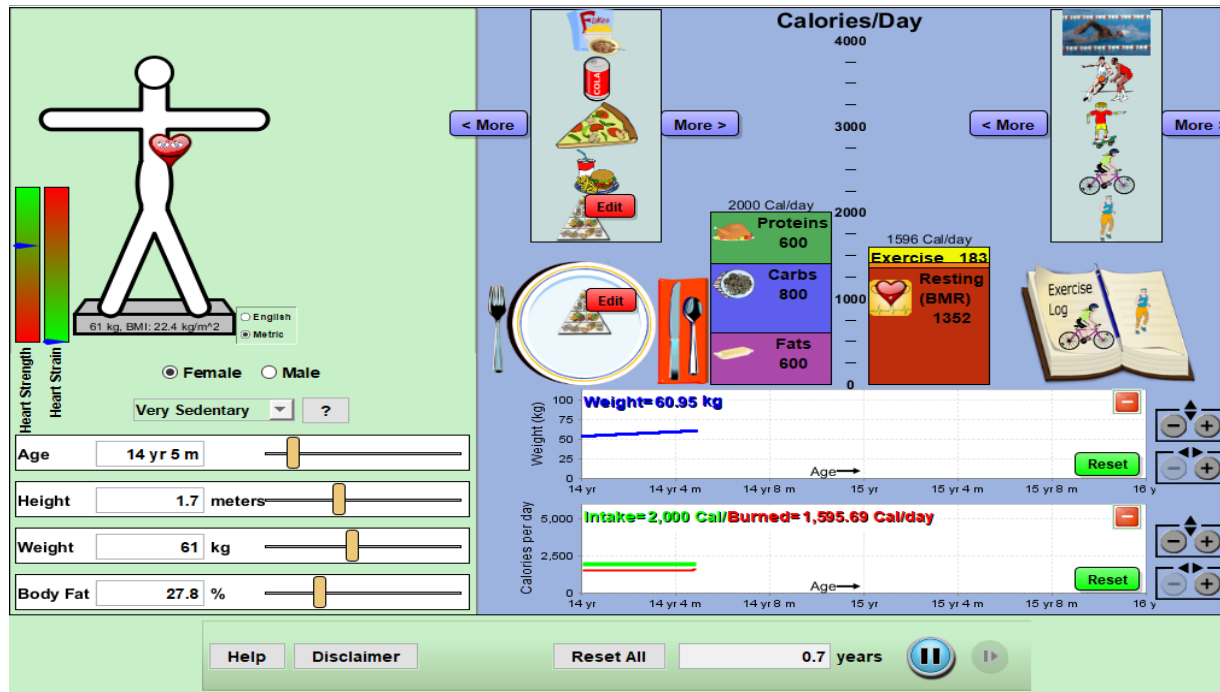 Calories/Day
4000
3000
2000
1000
0
Flakes
COLA
< More
More >
< More
More >
Edit
Edit
2000 Cal/day
Proteins
600
Carbs
800
Fats
600
1596 Cal/day
Exercise 183
Resting
(BMR)
1352
Exercise
Log
61 kg, BMI: 22.4 kg/m^2
English
Metric
Heart Strength
Heart Strain
Female
Male
Very Sedentary
?
Age 14 yr 5 m
Height 1.7 meters
Weight 61 kg
Body Fat 27.8 %
Weight (kg)
100
75
50
25
0
Weight=60.95 kg
Age
Reset
14 yr 14 yr 4 m 14 yr 8 m 15 yr 15 yr 4 m 15 yr 8 m 16 y
Calories per day
5,000
2,500
0
Intake=2,000 Cal/Burned=1,595.69 Cal/day
Age
Reset
14 yr 14 yr 4 m 14 yr 8 m 15 yr 15 yr 4 m 15 yr 8 m 16 y
Help
Disclaimer
Reset All
0.7 years